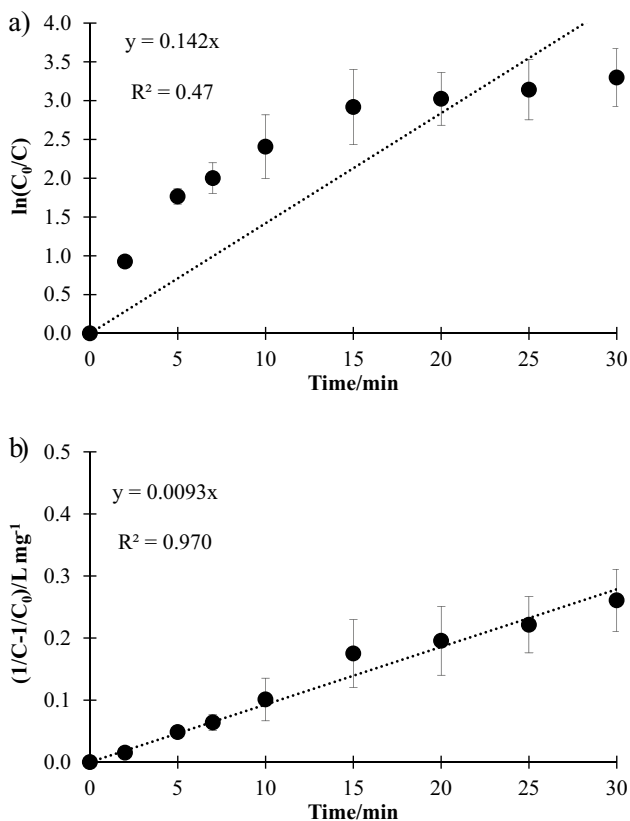 a)
y = 0.142x
R² = 0.47
ln(C₀/C)
4.0
3.5
3.0
2.5
2.0
1.5
1.0
0.5
0.0
0 5 10 15 20 25 30
Time/min
b)
y = 0.0093x
R² = 0.970
(1/C-1/C₀)/L mg⁻¹
0.5
0.4
0.3
0.2
0.1
0.0
0 5 10 15 20 25 30
Time/min